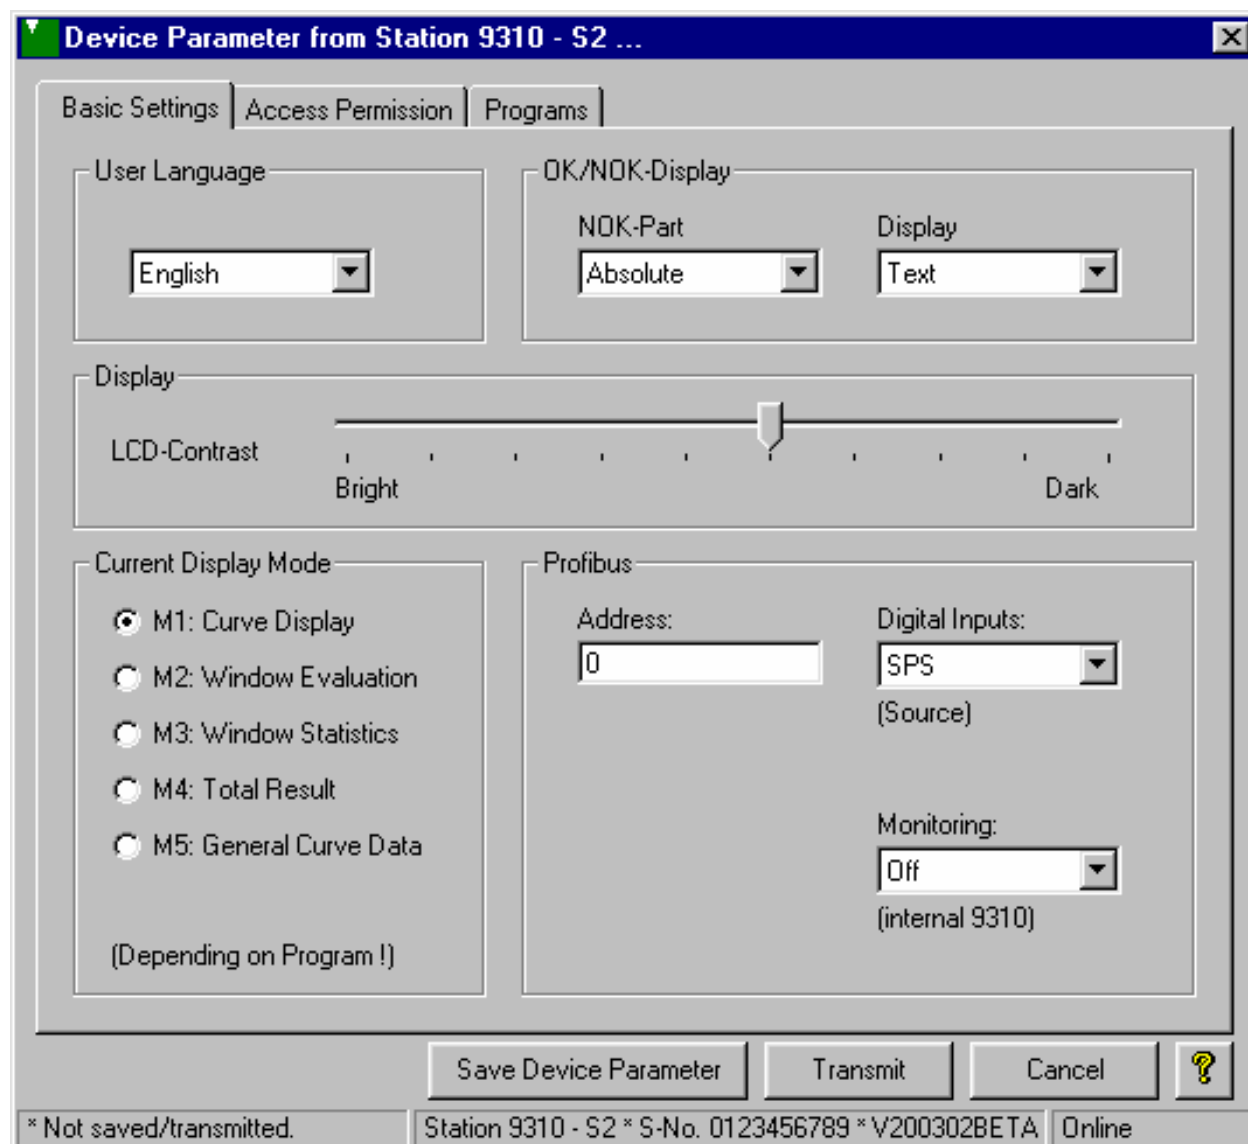 Device Parameter from Station 9310 - S2 ...
Basic Settings
Access Permission
Programs
User Language
English
OK/NOK-Display
NOK-Part
Display
Absolute
Text
Display
LCD-Contrast
Bright
Dark
Current Display Mode
M1: Curve Display
M2: Window Evaluation
M3: Window Statistics
M4: Total Result
M5: General Curve Data
(Depending on Program !)
Profibus
Address:
Digital Inputs:
0
SPS
(Source)
Monitoring:
Off
(internal 9310)
Save Device Parameter
Transmit
Cancel
?
* Not saved/transmitted.
Station 9310 - S2 * S-No. 0123456789 * V200302BETA
Online